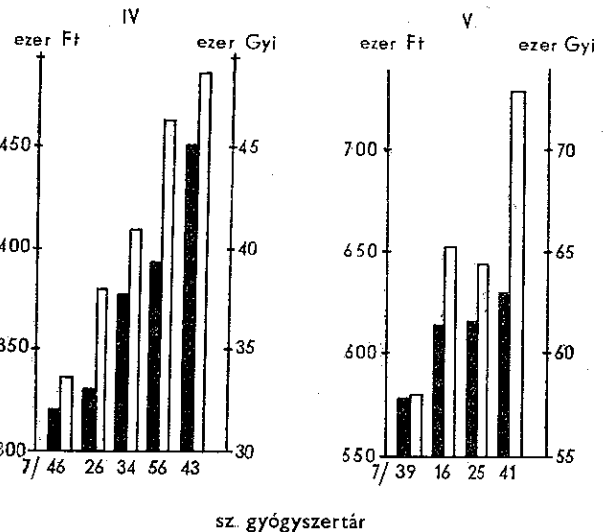 IV
ezer Ft
ezer Gyi
450
400
350
300
45
40
35
30
7/ 46 26 34 56 43
V.
ezer Ft
ezer Gyi
700
650
600
550
70
65
60
55
7/ 39 16 25 41
sz. gyógyszertár